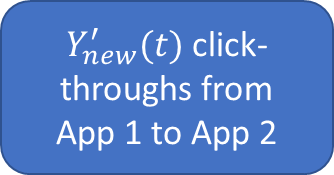 Y'_{new}(t) click-
throughs from
App 1 to App 2